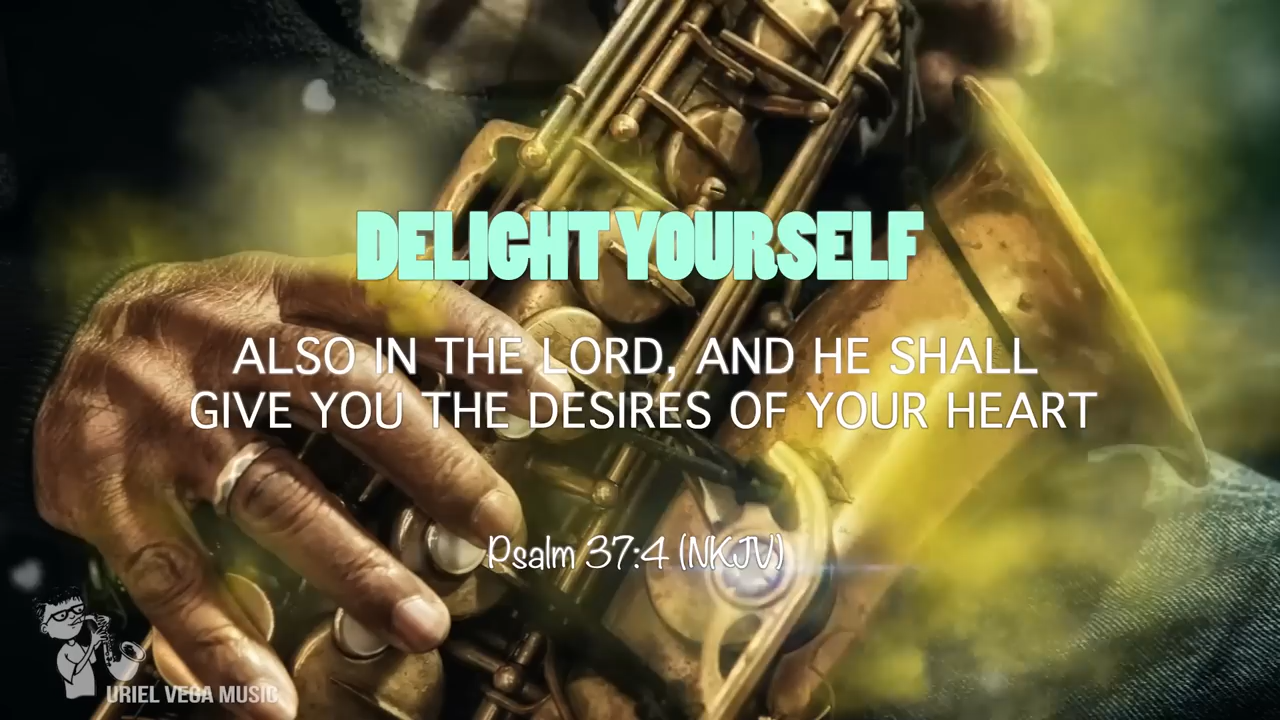 DELIGHT YOURSELF
ALSO IN THE LORD, AND HE SHALL
GIVE YOU THE DESIRES OF YOUR HEART
Psalm 37:4 (NKJV)
URIEL VEGA MUSIC